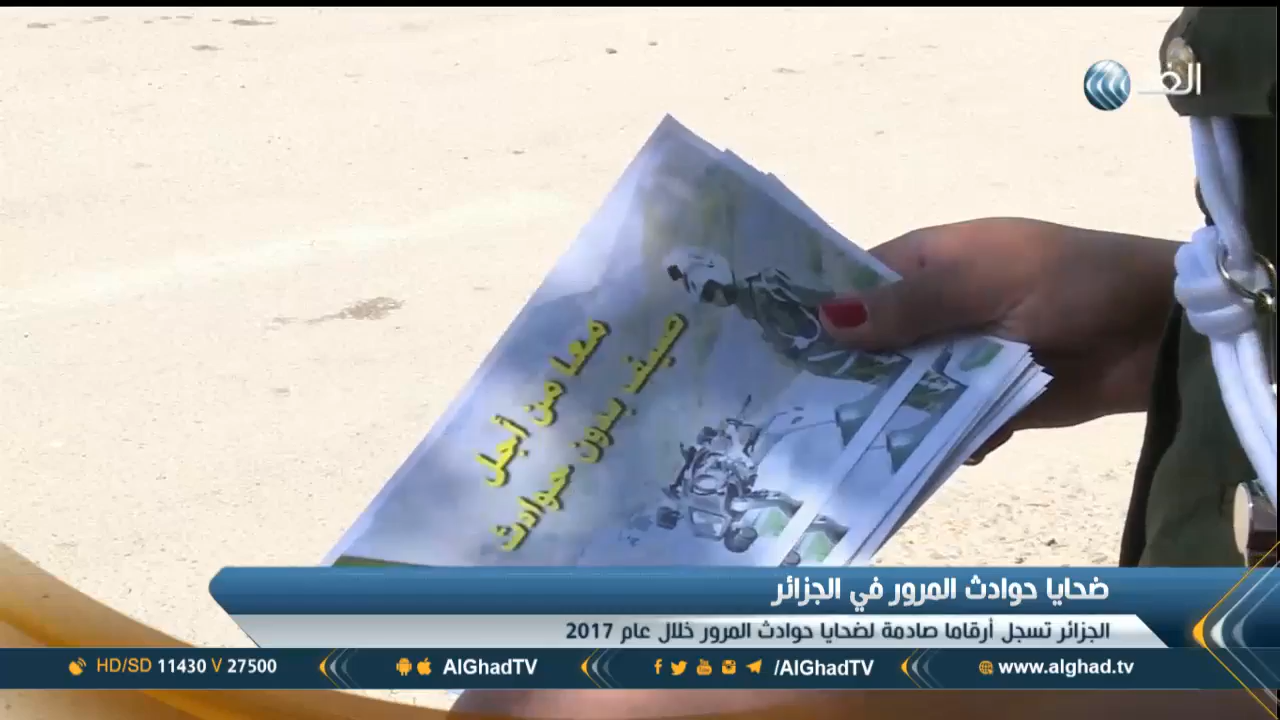 الغد
معا من أجل
صيف بدون حوادث
ضحايا حوادث المرور في الجزائر
الجزائر تسجل أرقاما صادمة لضحايا حوادث المرور خلال عام 2017
HD/SD 11430 V 27500 AlGhadTV /AlGhadTV www.alghad.tv